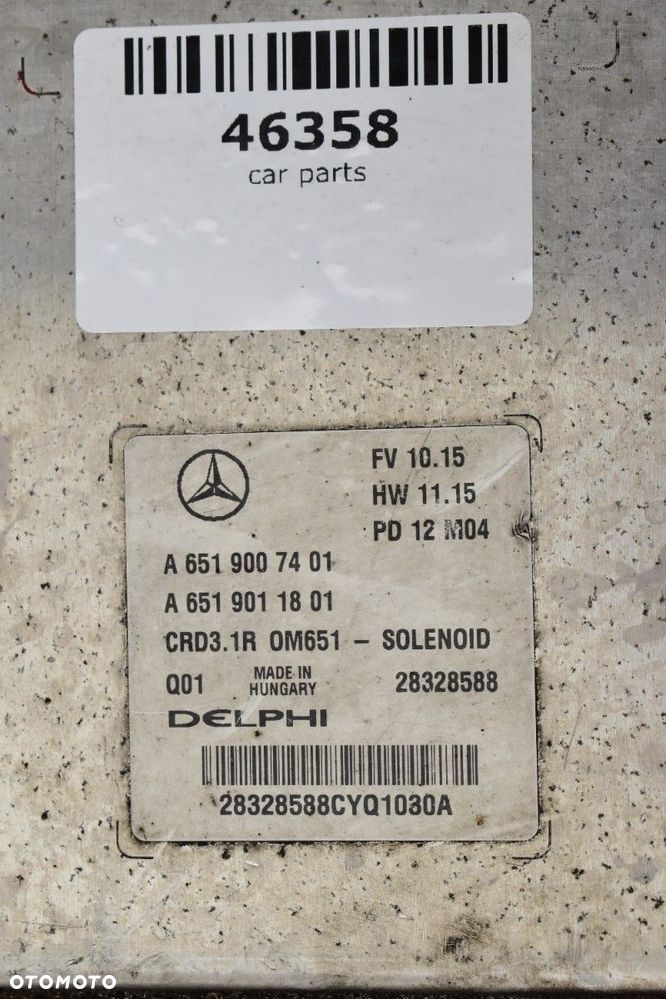 46358
car parts
FV 10.15
HW 11.15
PD 12 M04
A 651 900 74 01
A 651 901 18 01
CRD3.1R OM651 - SOLENOID
Q01 MADE IN HUNGARY 28328588
DELPHI
28328588CYQ1030A
OTOMOTO